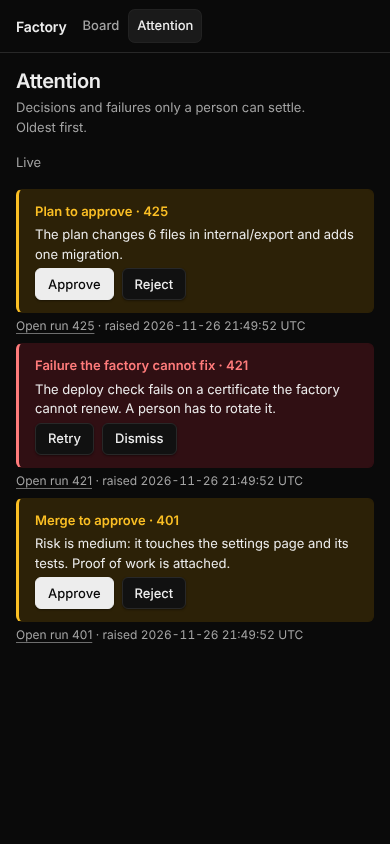 Factory Board Attention
Attention
Decisions and failures only a person can settle.
Oldest first.
Live
Plan to approve · 425
The plan changes 6 files in internal/export and adds
one migration.
Approve Reject
Open run 425 · raised 2026-11-26 21:49:52 UTC
Failure the factory cannot fix · 421
The deploy check fails on a certificate the factory
cannot renew. A person has to rotate it.
Retry Dismiss
Open run 421 · raised 2026-11-26 21:49:52 UTC
Merge to approve · 401
Risk is medium: it touches the settings page and its
tests. Proof of work is attached.
Approve Reject
Open run 401 · raised 2026-11-26 21:49:52 UTC